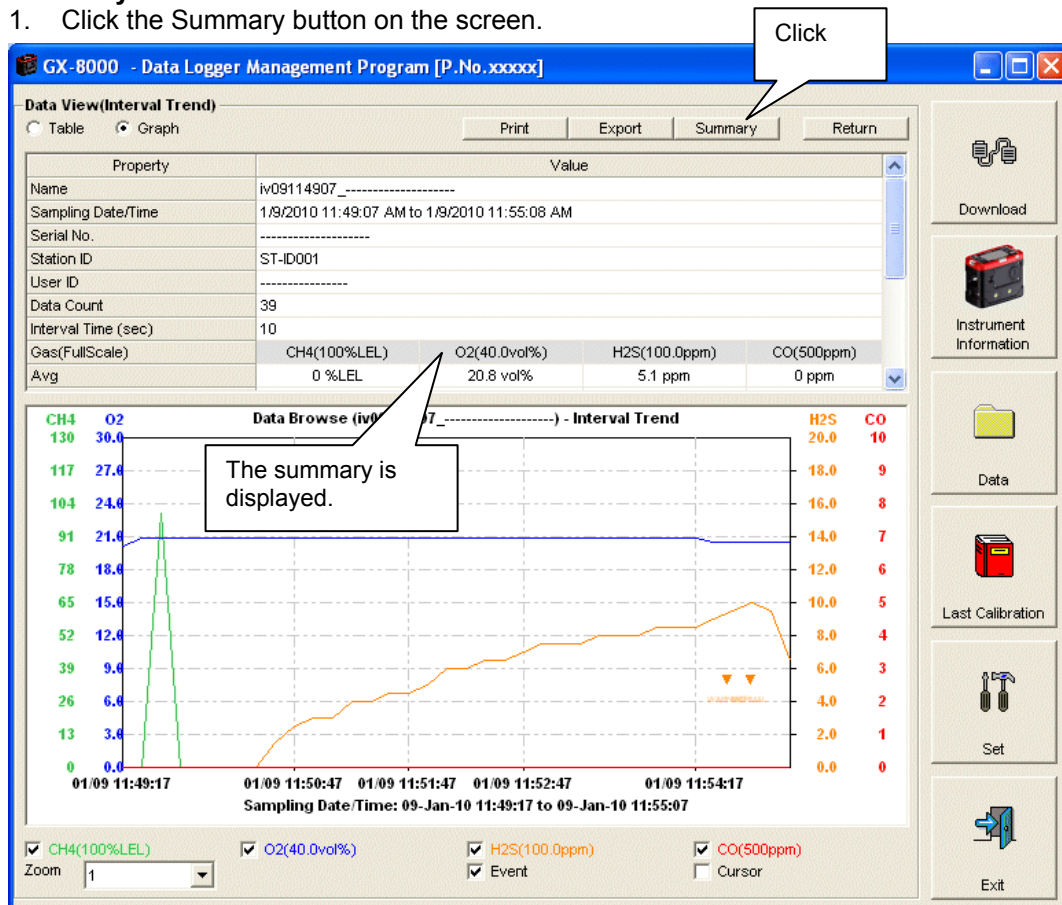 1. Click the Summary button on the screen.
Click
GX-8000 - Data Logger Management Program [P.No.xxxxx]
Data View(Interval Trend)
Table Graph Print Export Summary Return
Property Value
Name iv09114907_--------------------
Sampling Date/Time 1/9/2010 11:49:07 AM to 1/9/2010 11:55:08 AM
Serial No. --------------------
Station ID ST-ID001
User ID ----------------
Data Count 39
Interval Time (sec) 10
Gas(FullScale) CH4(100%LEL) O2(40.0vol%) H2S(100.0ppm) CO(500ppm)
Avg 0 %LEL 20.8 vol% 5.1 ppm 0 ppm
Download
Instrument
Information
Data
Last Calibration
Set
Exit
The summary is
displayed.
CH4 O2 Data Browse (iv09 07_--------------------) - Interval Trend H2S CO
130 30.0 20.0 10
117 27.0 18.0 9
104 24.0 16.0 8
91 21.0 14.0 7
78 18.0 12.0 6
65 15.0 10.0 5
52 12.0 8.0 4
39 9.0 6.0 3
26 6.0 4.0 2
13 3.0 2.0 1
0 0.0 0.0 0
01/09 11:49:17 01/09 11:50:47 01/09 11:51:47 01/09 11:52:47 01/09 11:54:17
Sampling Date/Time: 09-Jan-10 11:49:17 to 09-Jan-10 11:55:07
CH4(100%LEL) O2(40.0vol%) H2S(100.0ppm) CO(500ppm)
Zoom 1 Event Cursor